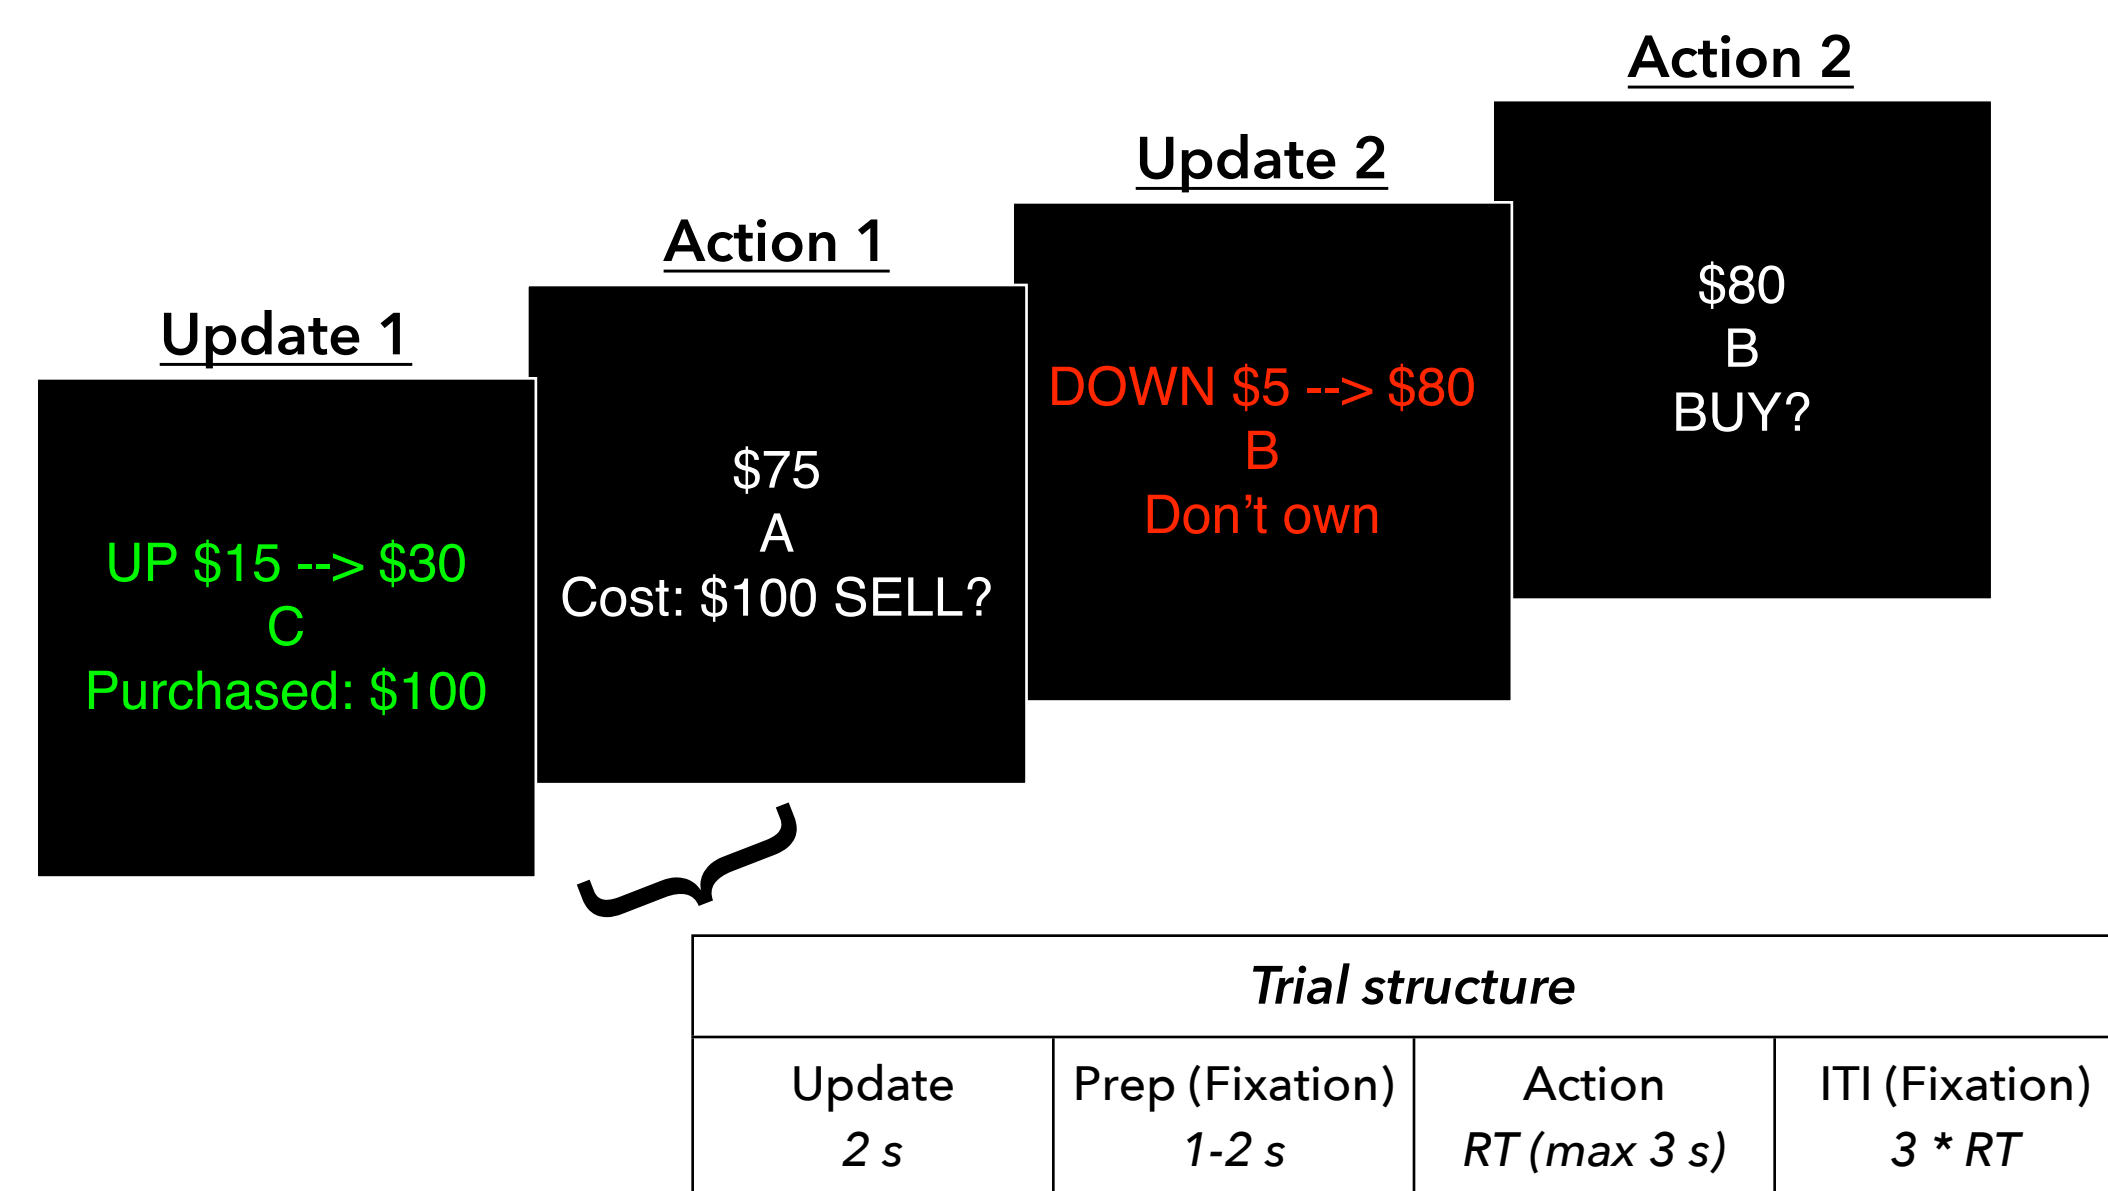 Update 1
UP $15 --> $30
C
Purchased: $100
Action 1
$75
A
Cost: $100 SELL?
Update 2
DOWN $5 --> $80
B
Don’t own
Action 2
$80
B
BUY?
Trial structure
Update
2 s
Prep (Fixation)
1-2 s
Action
RT (max 3 s)
ITI (Fixation)
3 * RT